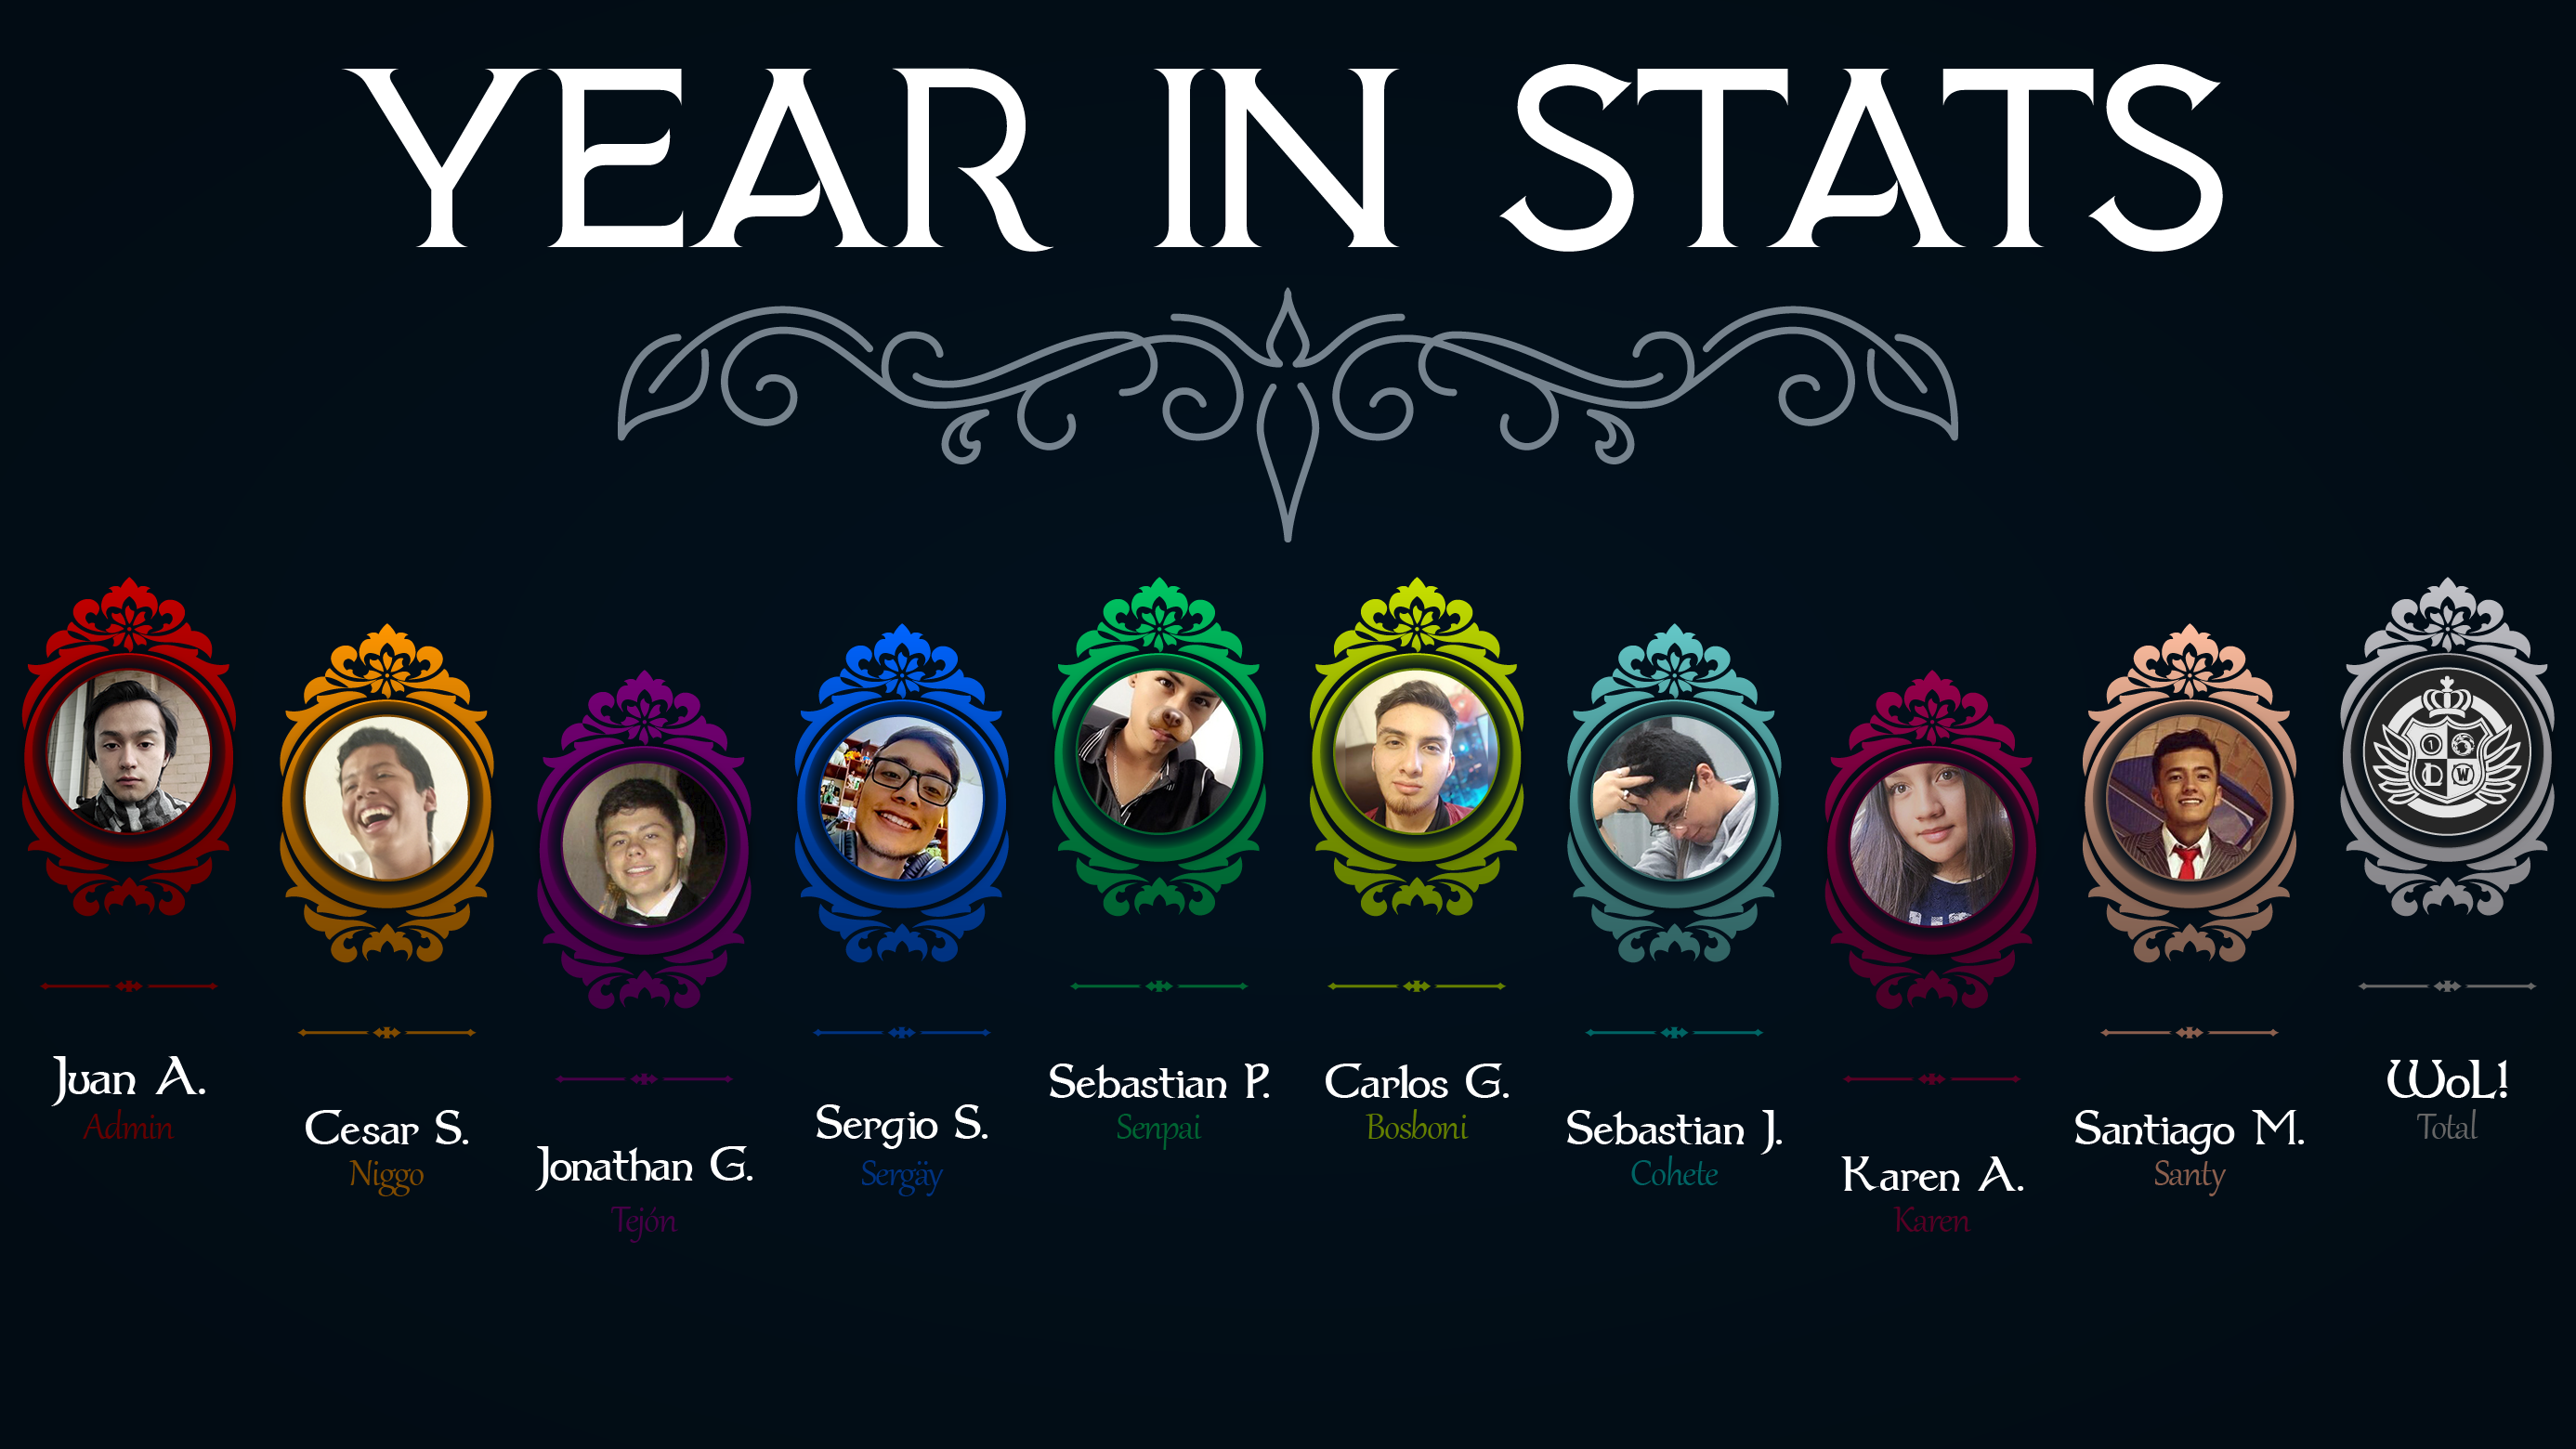 YEAR IN STATS
Juan A.
Admin
Cesar S.
Niggo
Jonathan G.
Tejón
Sergio S.
Sergäy
Sebastian P.
Senpai
Carlos G.
Bosboni
Sebastian J.
Cohete
Karen A.
Karen
Santiago M.
Santy
1
L W
WoL!
Total